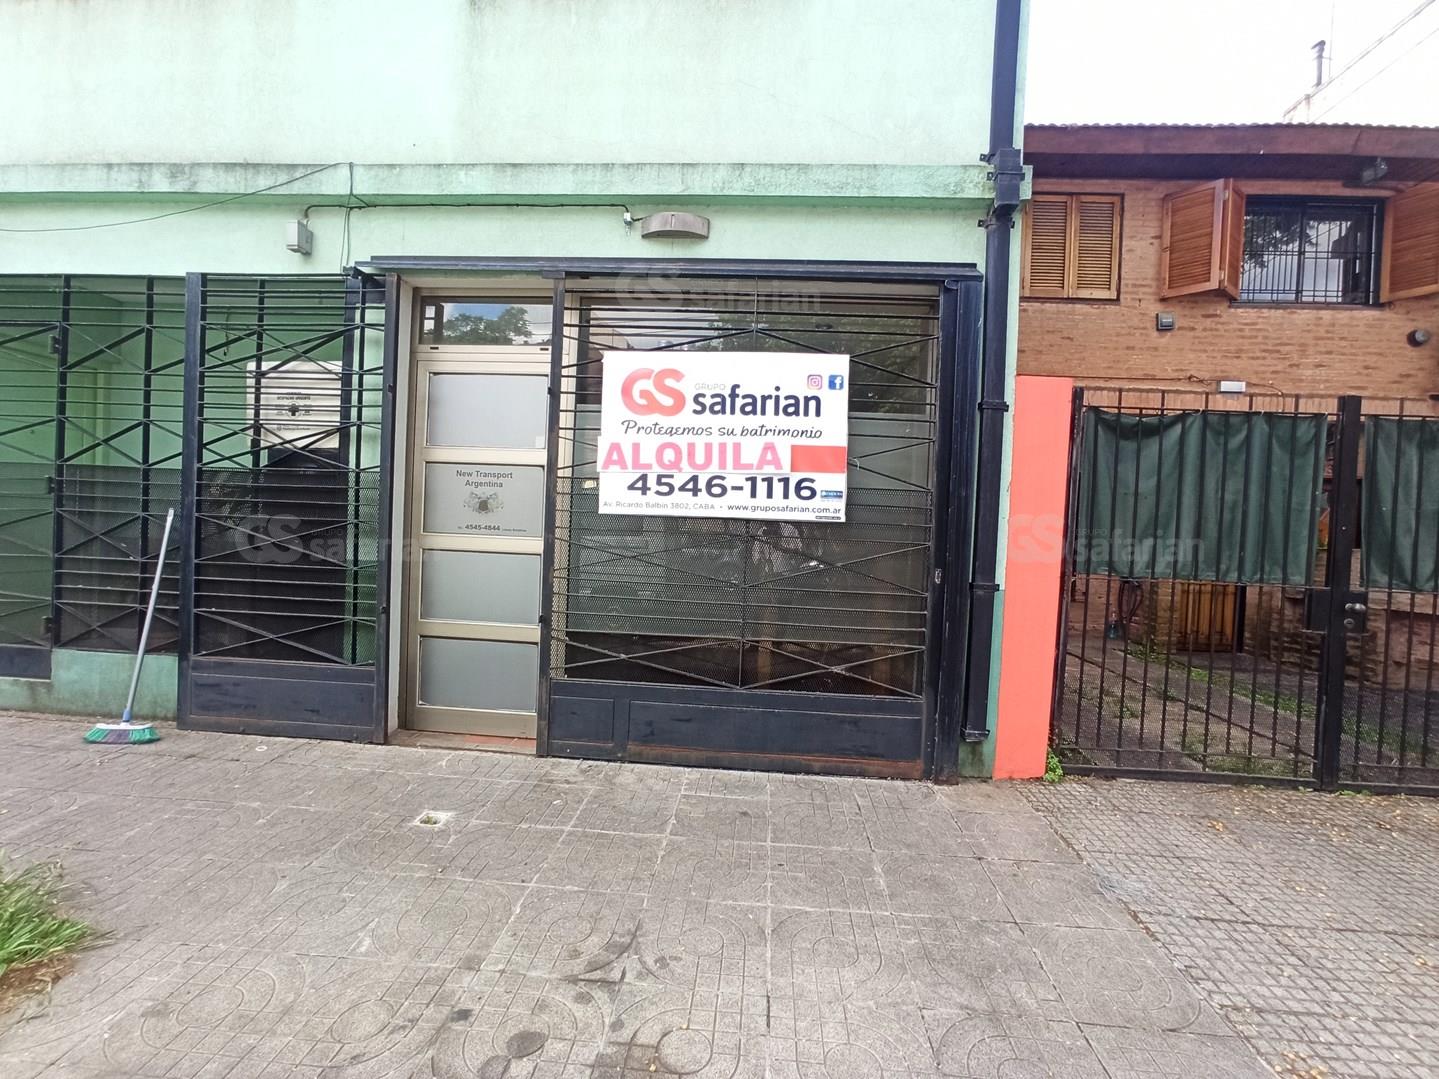 GS GRUPO safarian
Protegemos su patrimonio
ALQUILA
4546-1116
Av. Ricardo Balbín 3802, CABA • www.gruposafarian.com.ar
New Transport
Argentina
4545-4844
GS safarian
GS safarian
GS GRUPO safarian